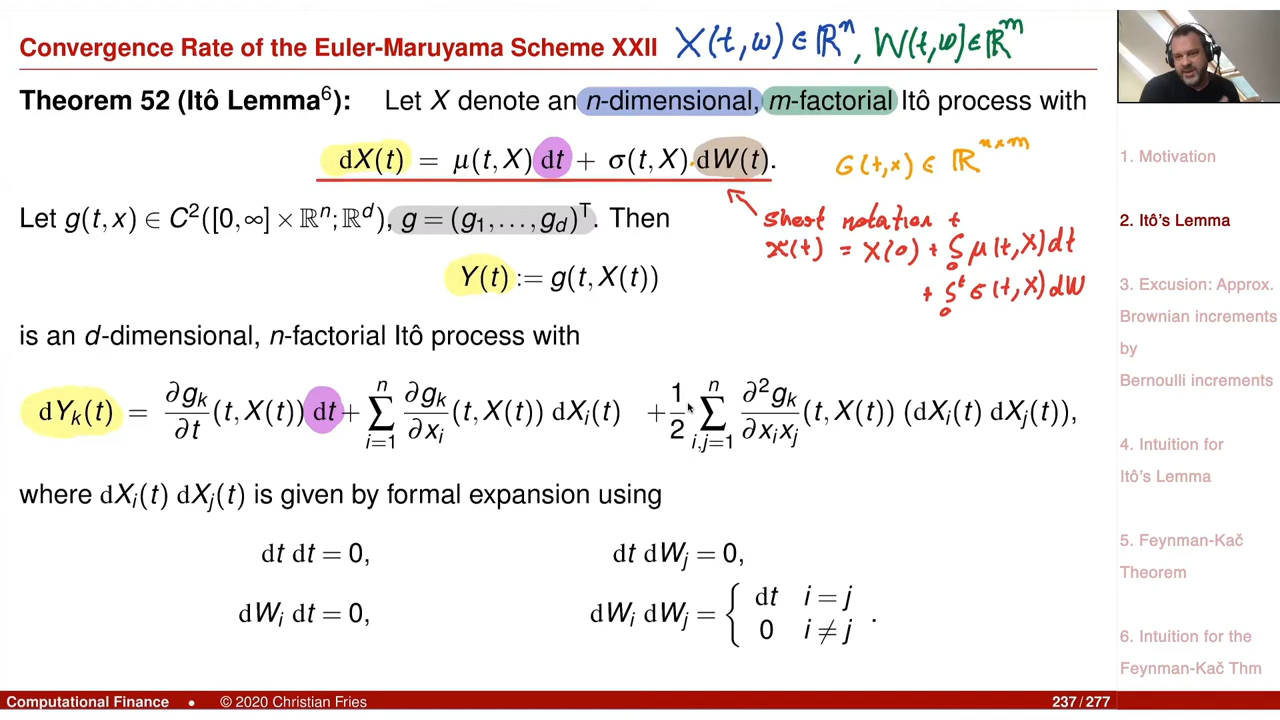 Convergence Rate of the Euler-Maruyama Scheme XXII X(t,ω) ∈ ℝⁿ, W(t,ω) ∈ ℝᵐ
Theorem 52 (Itô Lemma⁶): Let X denote an n-dimensional, m-factorial Itô process with
dX(t) = μ(t, X) dt + σ(t, X)·dW(t).
σ(t,x) ∈ ℝⁿˣᵐ
Let g(t, x) ∈ C²([0,∞] × ℝⁿ; ℝᵈ), g = (g₁,…,g_d)ᵀ. Then
short notation
X(t) = X(0) + ∫₀ᵗ μ(t,X)dt
+ ∫₀ᵗ σ(t,X)dW
Y(t) := g(t, X(t))
is an d-dimensional, n-factorial Itô process with
dY_k(t) = ∂g_k/∂t (t, X(t)) dt + ∑_{i=1}^{n} ∂g_k/∂x_i (t, X(t)) dX_i(t) + 1/2 ∑_{i,j=1}^{n} ∂²g_k/∂x_i x_j (t, X(t)) (dX_i(t) dX_j(t)),
where dX_i(t) dX_j(t) is given by formal expansion using
dt dt = 0, dt dW_j = 0,
dW_i dt = 0, dW_i dW_j = { dt i = j
0 i ≠ j .
1. Motivation
2. Itô's Lemma
3. Excusion: Approx.
Brownian increments
by
Bernoulli increments
4. Intuition for
Itô's Lemma
5. Feynman-Kač
Theorem
6. Intuition for the
Feynman-Kač Thm
Computational Finance • © 2020 Christian Fries 237 / 277